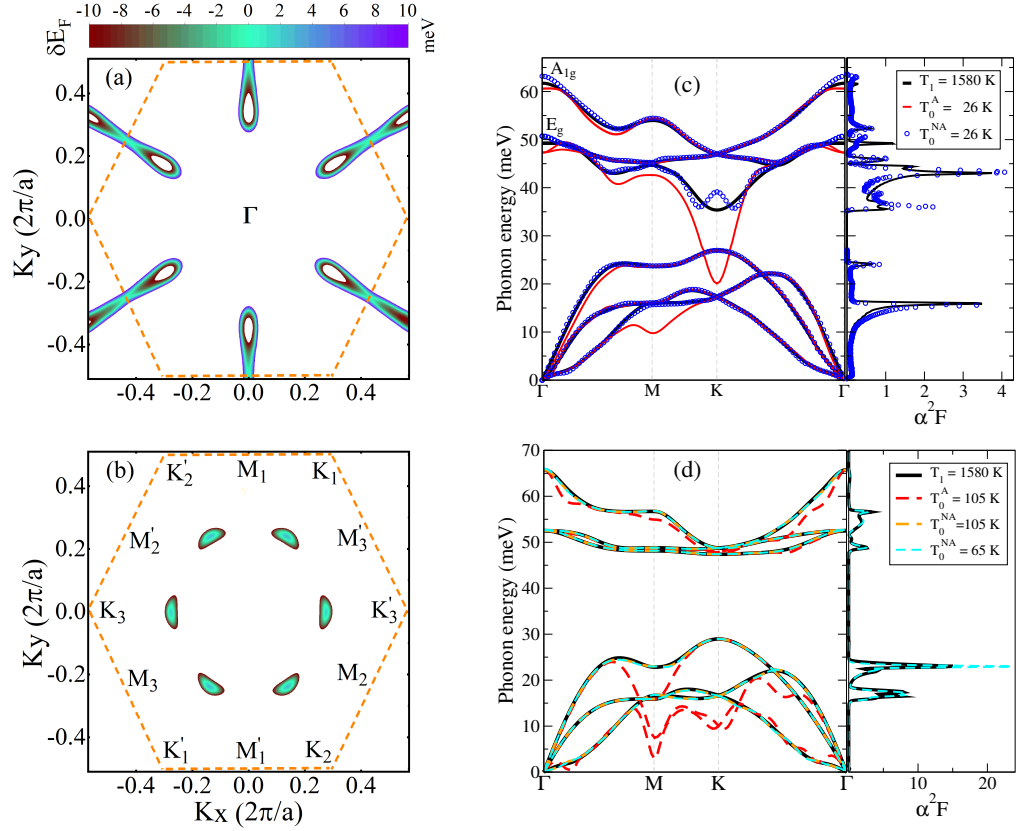 -10 -8 -6 -4 -2 0 2 4 6 8 10
δE_F meV
(a)
0.4
0.2
0.0
-0.2
-0.4
Γ
-0.4 -0.2 0.0 0.2 0.4
Ky (2π/a)
Kx (2π/a)
(b)
0.4
0.2
0.0
-0.2
-0.4
K'_2 M_1 K_1
M'_2 M'_3
K_3 K'_3
M_3 M_2
K'_1 M'_1 K_2
-0.4 -0.2 0.0 0.2 0.4
Ky (2π/a)
Kx (2π/a)
(c)
A_1g
E_g
60
50
40
30
20
10
0
Phonon energy (meV)
Γ M K Γ
T_1 = 1580 K
T_0^A = 26 K
T_0^NA = 26 K
1 2 3 4
α²F
(d)
70
60
50
40
30
20
10
0
Phonon energy (meV)
Γ M K Γ
T_1 = 1580 K
T_0^A = 105 K
T_0^NA =105 K
T_0^NA = 65 K
0 10 20
α²F